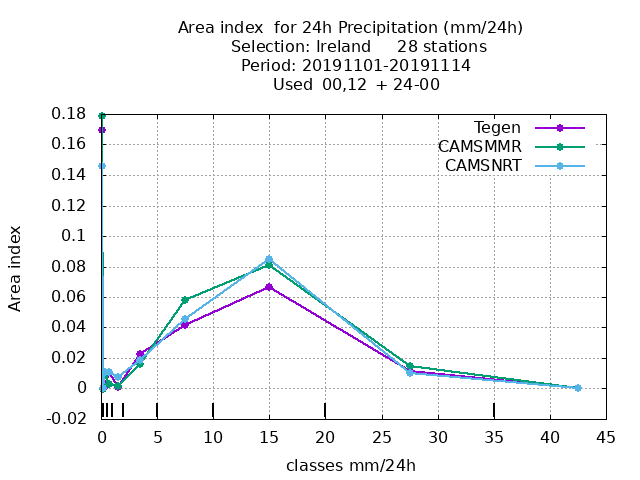 Area index  for 24h Precipitation (mm/24h)
Selection: Ireland     28 stations
Period: 20191101-20191114
Used  00,12  + 24-00
Tegen
CAMSMMR
CAMSNRT
0.18
0.16
0.14
0.12
0.1
0.08
0.06
0.04
0.02
0
-0.02
Area index
0 5 10 15 20 25 30 35 40 45
classes mm/24h